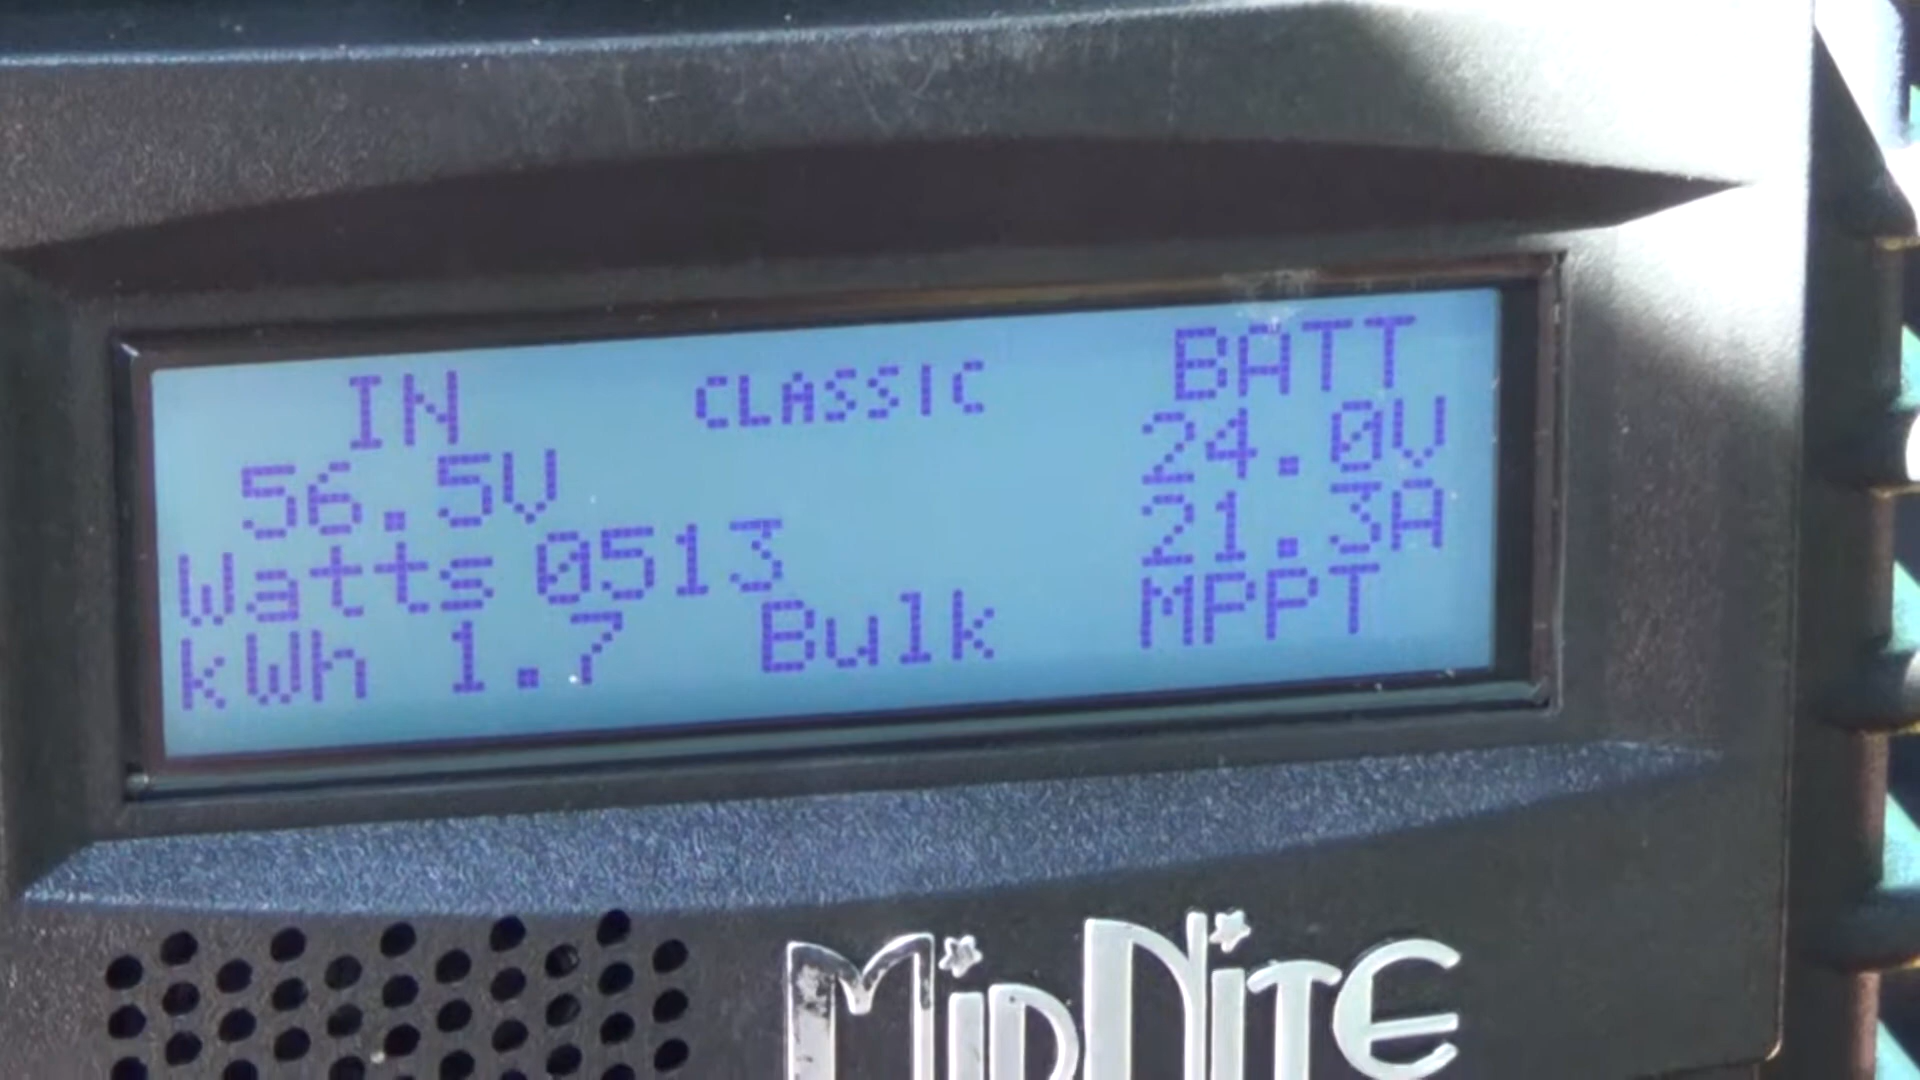 IN CLASSIC BATT
56.5V 24.0V
Watts 0513 21.3A
kWh 1.7 Bulk MPPT
MIDNITE